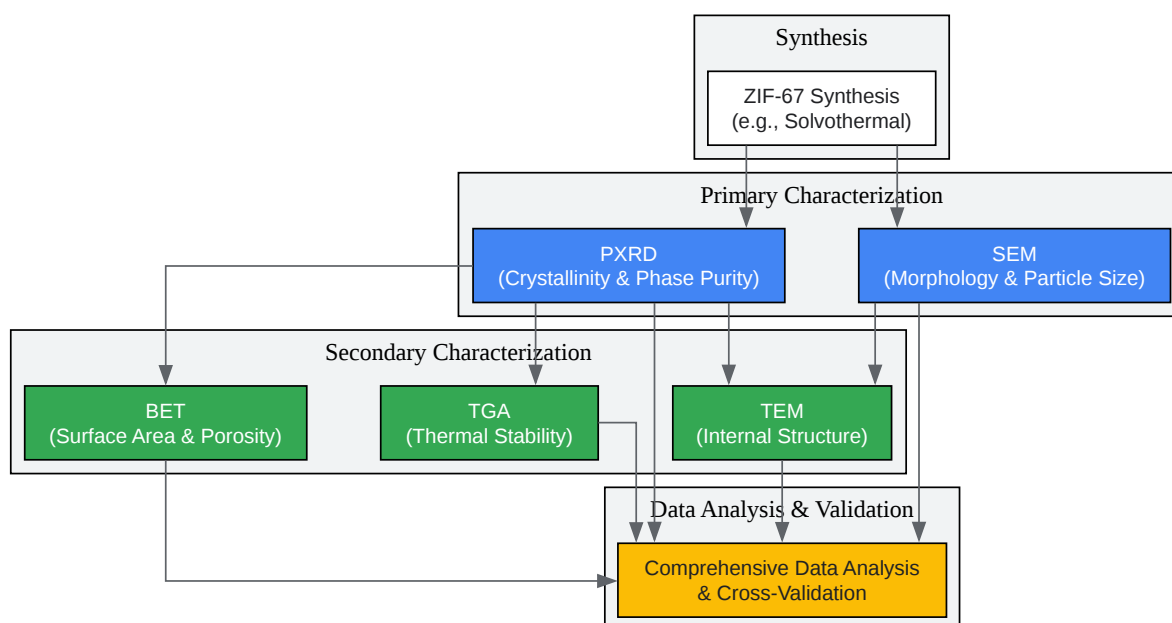 Synthesis
ZIF-67 Synthesis
(e.g., Solvothermal)
Primary Characterization
PXRD
(Crystallinity & Phase Purity)
SEM
(Morphology & Particle Size)
Secondary Characterization
BET
(Surface Area & Porosity)
TGA
(Thermal Stability)
TEM
(Internal Structure)
Data Analysis & Validation
Comprehensive Data Analysis
& Cross-Validation